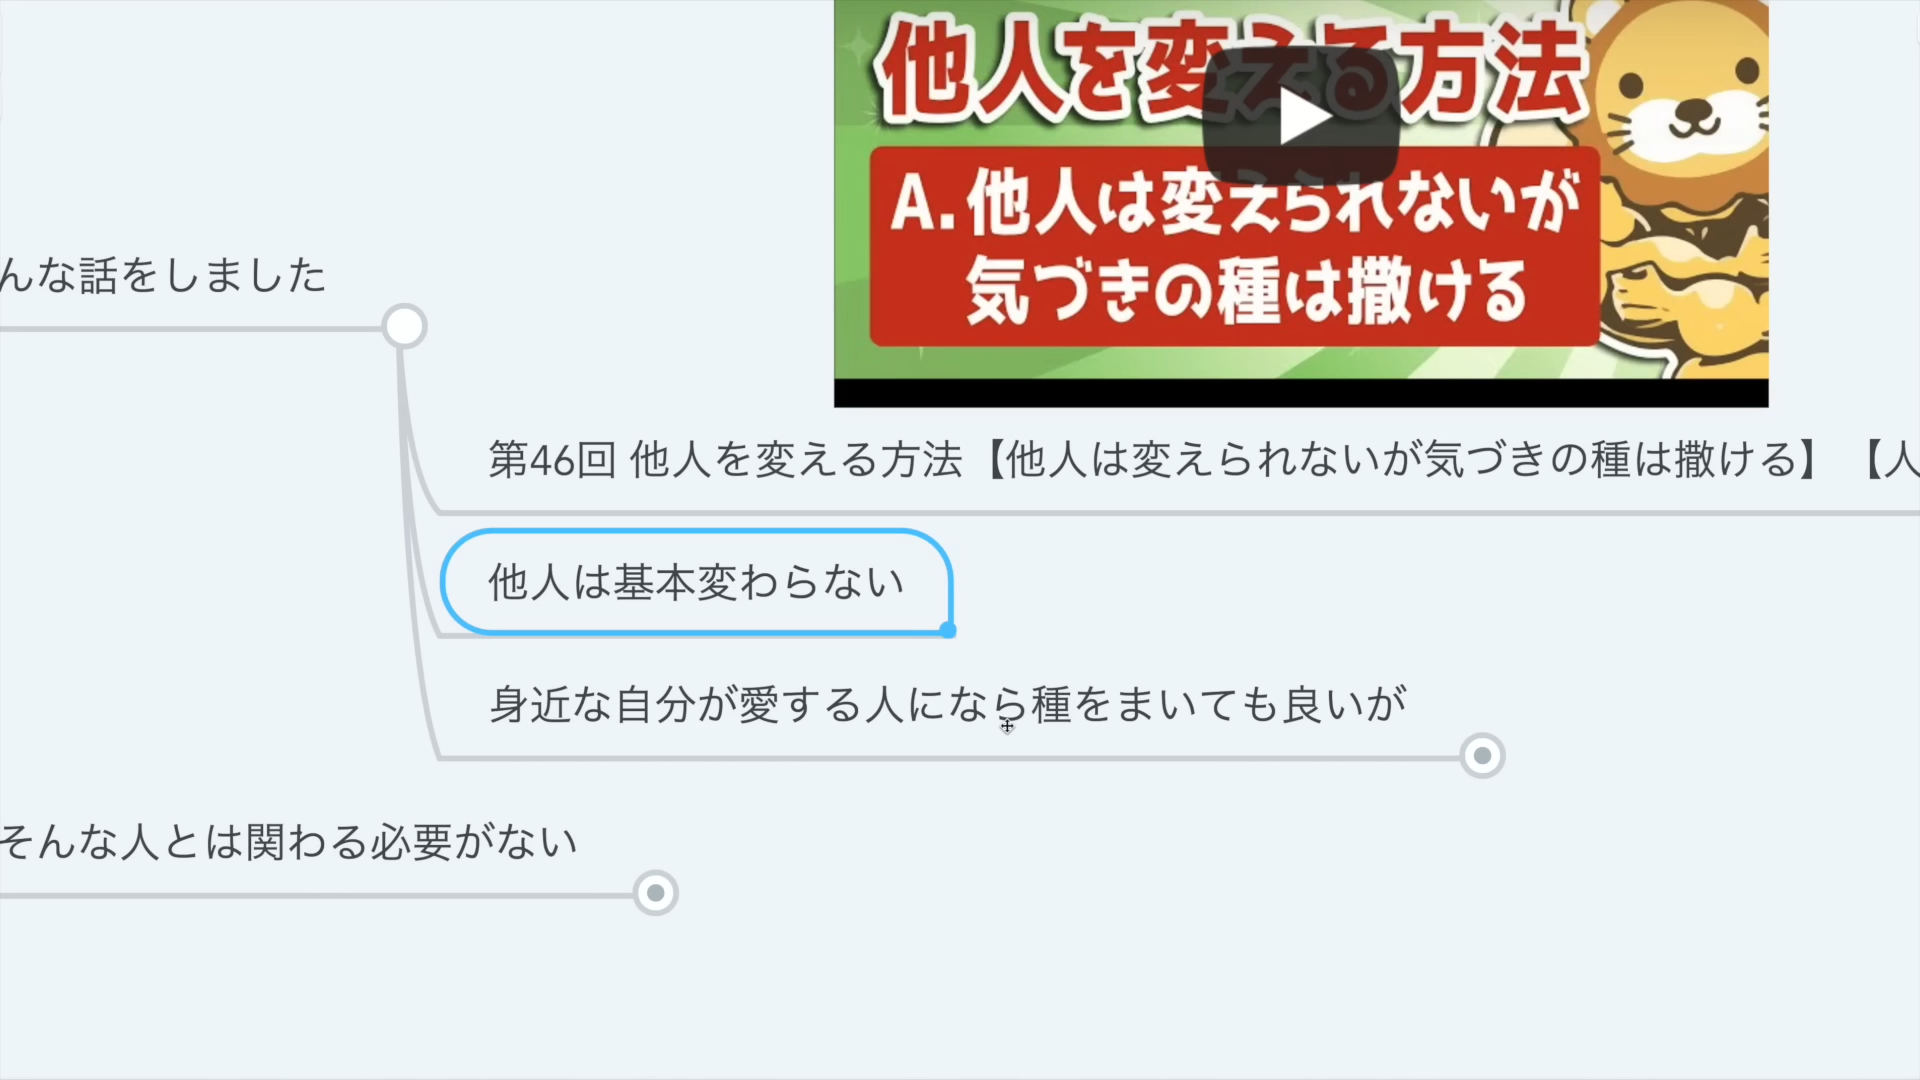 他人を変える方法
A.他人は変えられないが
気づきの種は撒ける
んな話をしました
第46回 他人を変える方法【他人は変えられないが気づきの種は撒ける】【人
他人は基本変わらない
身近な自分が愛する人になら種をまいても良いが
そんな人とは関わる必要がない